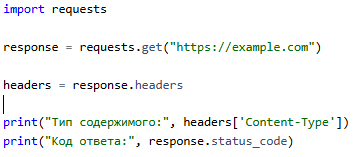 import requests
response = requests.get("https://example.com")
headers = response.headers
print("Тип содержимого:", headers['Content-Type'])
print("Код ответа:", response.status_code)